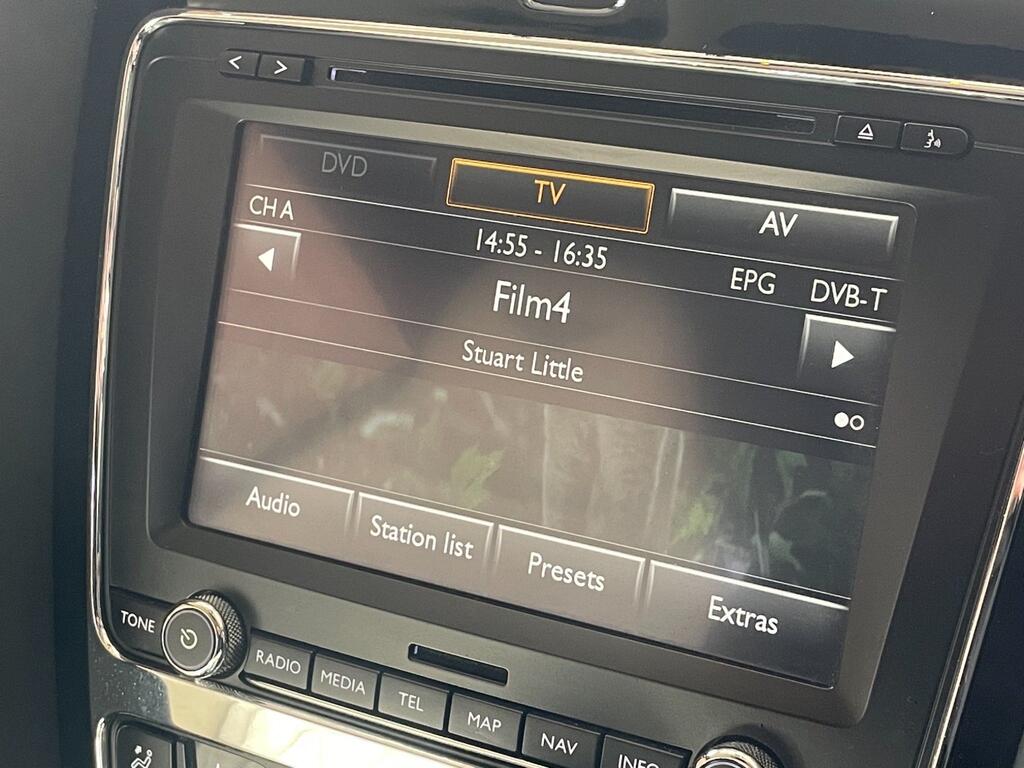 DVD
TV
AV
CH A
14:55 - 16:35
EPG
DVB-T
Film4
Stuart Little
Audio
Station list
Presets
Extras
TONE
RADIO
MEDIA
TEL
MAP
NAV
INFO